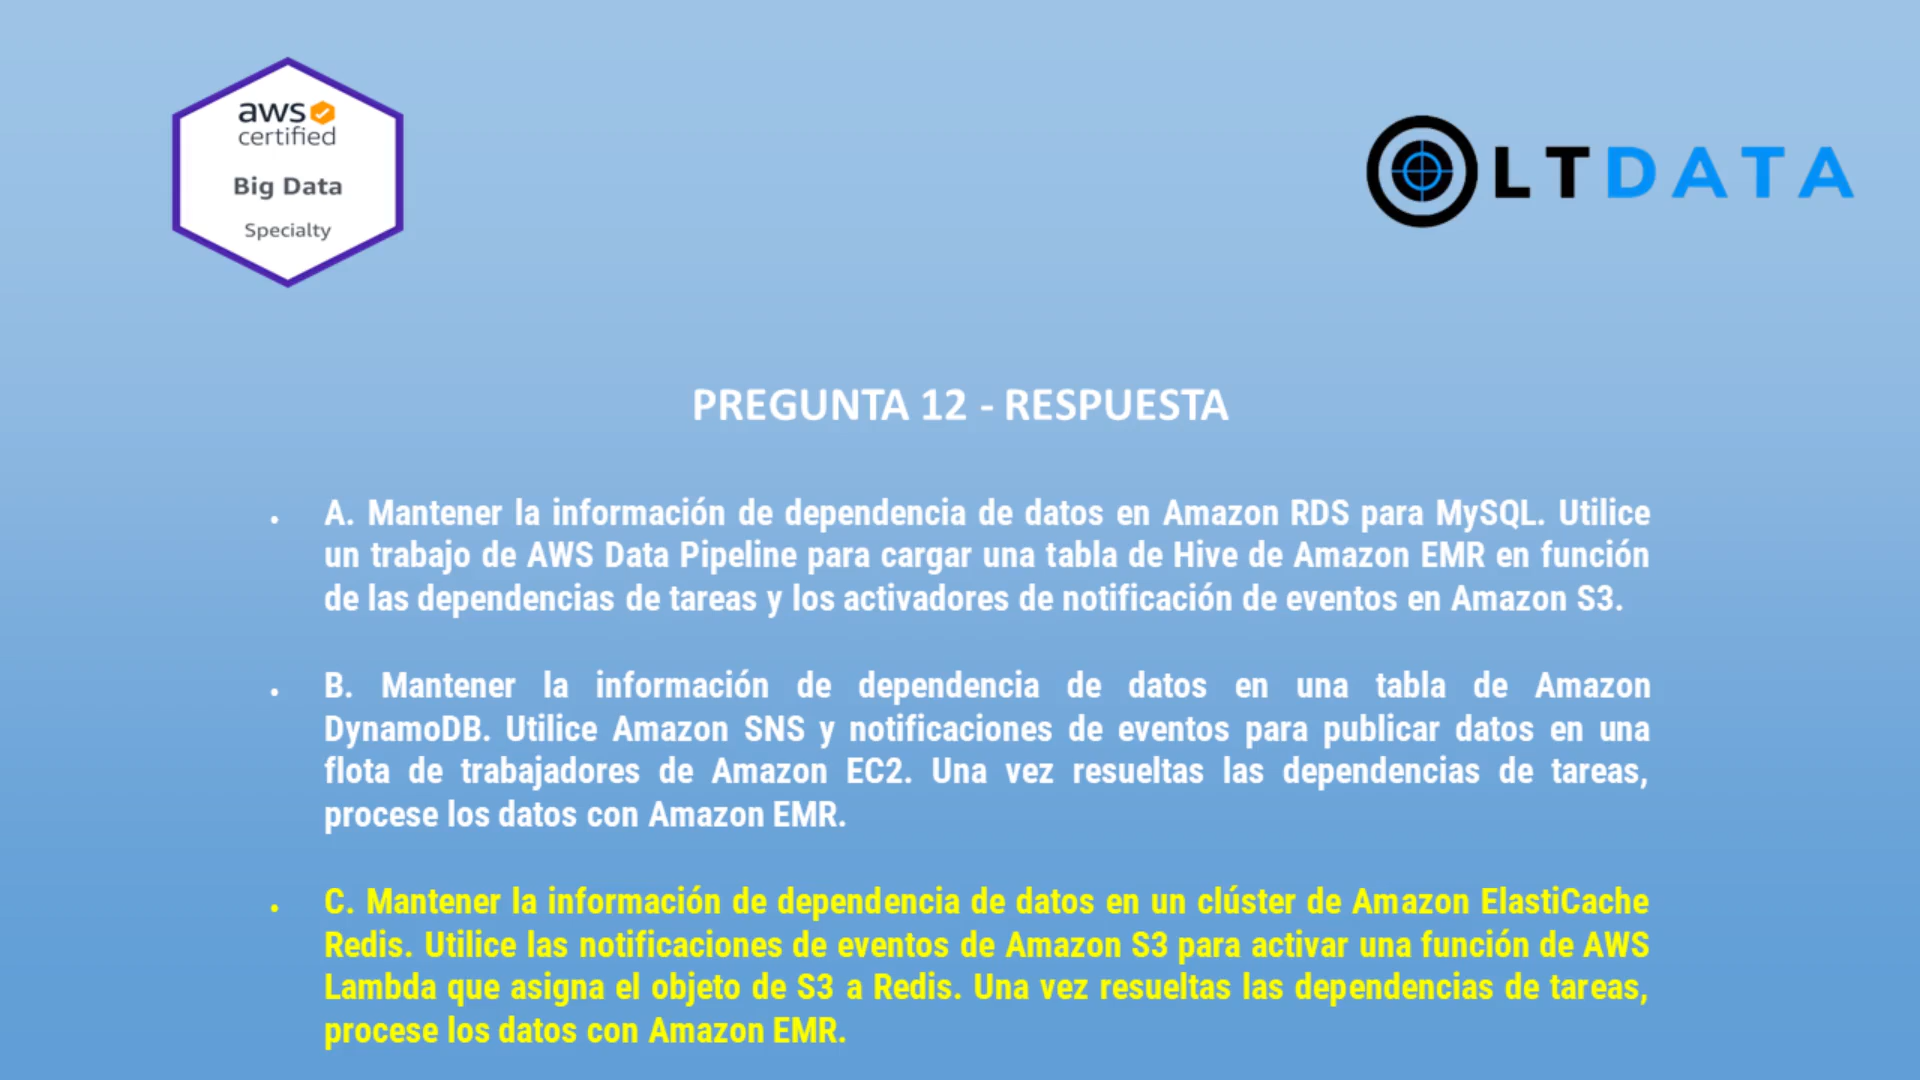 aws
certified
Big Data
Specialty
LTDATA
PREGUNTA 12 - RESPUESTA
• A. Mantener la información de dependencia de datos en Amazon RDS para MySQL. Utilice
un trabajo de AWS Data Pipeline para cargar una tabla de Hive de Amazon EMR en función
de las dependencias de tareas y los activadores de notificación de eventos en Amazon S3.
• B. Mantener la información de dependencia de datos en una tabla de Amazon
DynamoDB. Utilice Amazon SNS y notificaciones de eventos para publicar datos en una
flota de trabajadores de Amazon EC2. Una vez resueltas las dependencias de tareas,
procese los datos con Amazon EMR.
• C. Mantener la información de dependencia de datos en un clúster de Amazon ElastiCache
Redis. Utilice las notificaciones de eventos de Amazon S3 para activar una función de AWS
Lambda que asigna el objeto de S3 a Redis. Una vez resueltas las dependencias de tareas,
procese los datos con Amazon EMR.